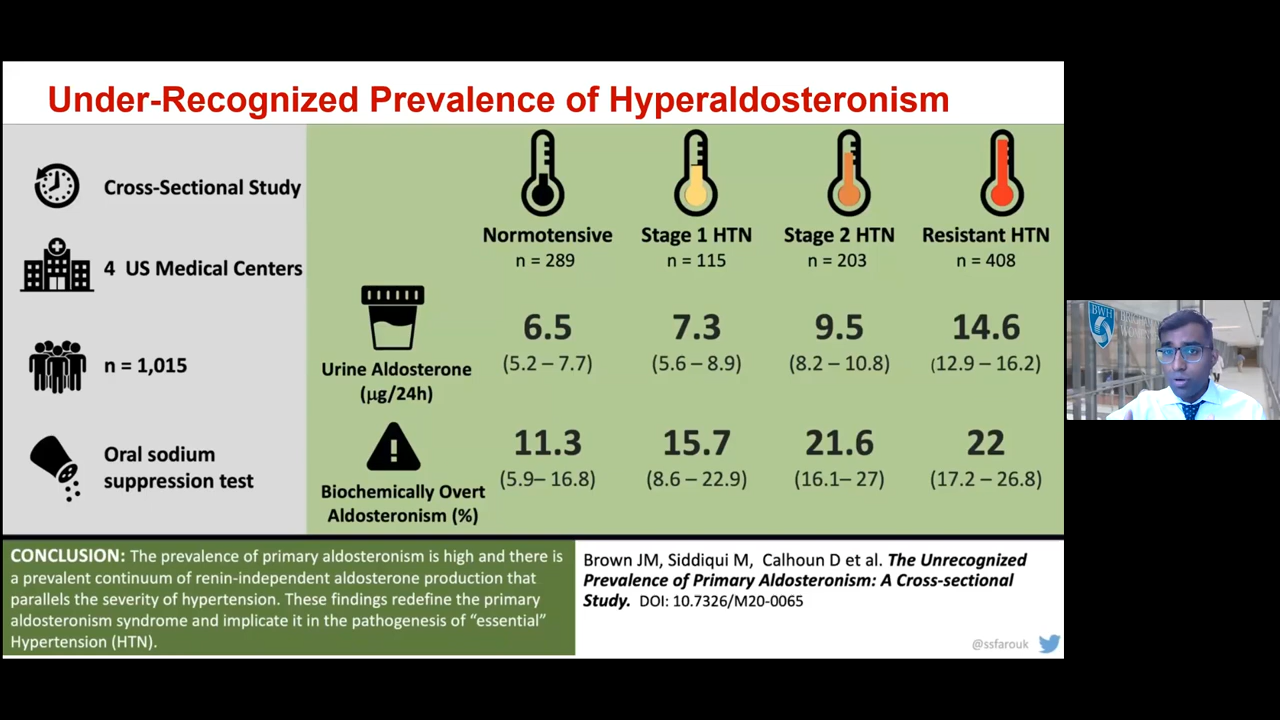 Under-Recognized Prevalence of Hyperaldosteronism
Cross-Sectional Study
4 US Medical Centers
n = 1,015
Oral sodium
suppression test
Normotensive
n = 289
Stage 1 HTN
n = 115
Stage 2 HTN
n = 203
Resistant HTN
n = 408
Urine Aldosterone
(µg/24h)
6.5
(5.2 – 7.7)
7.3
(5.6 – 8.9)
9.5
(8.2 – 10.8)
14.6
(12.9 – 16.2)
Biochemically Overt
Aldosteronism (%)
11.3
(5.9– 16.8)
15.7
(8.6 – 22.9)
21.6
(16.1– 27)
22
(17.2 – 26.8)
CONCLUSION: The prevalence of primary aldosteronism is high and there is
a prevalent continuum of renin-independent aldosterone production that
parallels the severity of hypertension. These findings redefine the primary
aldosteronism syndrome and implicate it in the pathogenesis of “essential”
Hypertension (HTN).
Brown JM, Siddiqui M, Calhoun D et al. The Unrecognized
Prevalence of Primary Aldosteronism: A Cross-sectional
Study. DOI: 10.7326/M20-0065
@ssfarouk
BWH